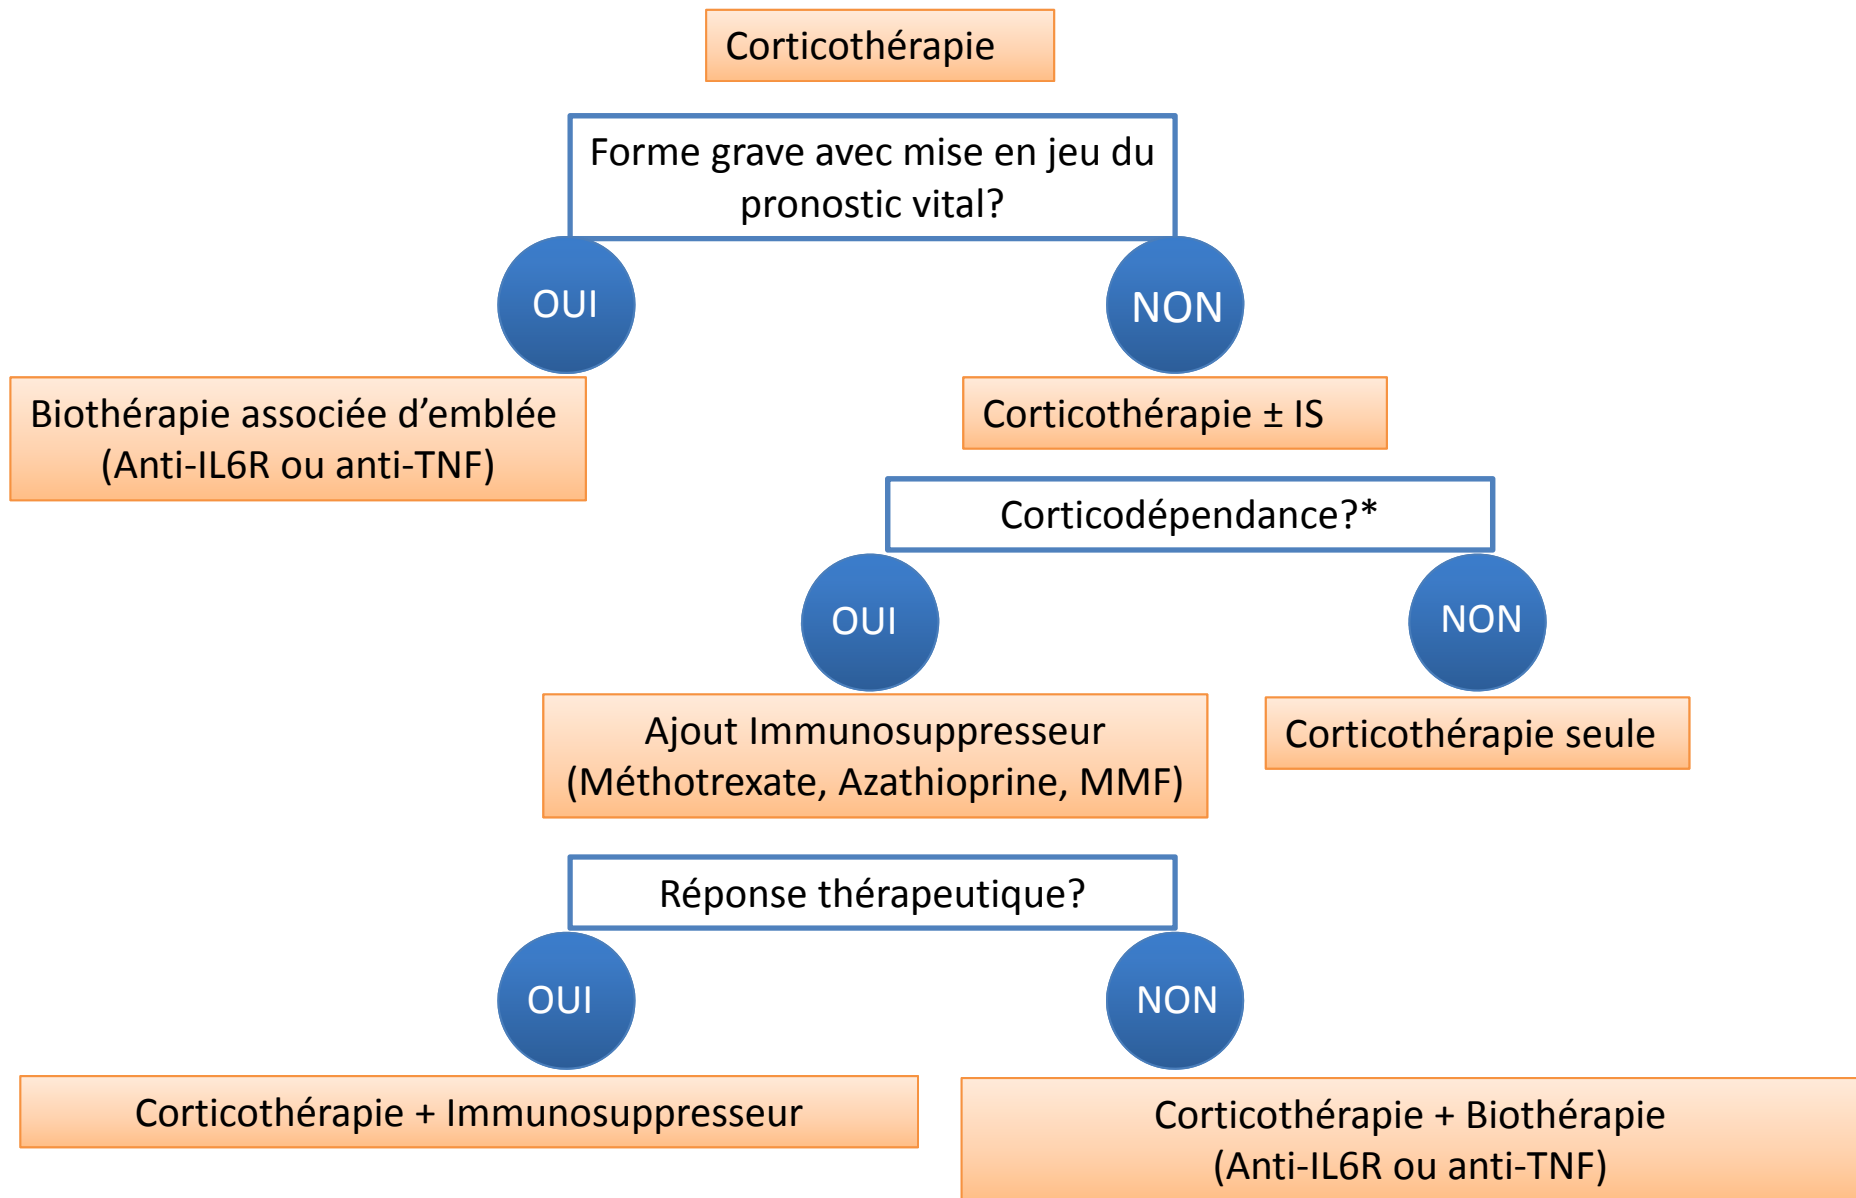 Corticothérapie
Forme grave avec mise en jeu du
pronostic vital?
OUI
NON
Biothérapie associée d’emblée
(Anti-IL6R ou anti-TNF)
Corticothérapie ± IS
Corticodépendance?*
OUI
NON
Ajout Immunosuppresseur
(Méthotrexate, Azathioprine, MMF)
Corticothérapie seule
Réponse thérapeutique?
OUI
NON
Corticothérapie + Immunosuppresseur
Corticothérapie + Biothérapie
(Anti-IL6R ou anti-TNF)